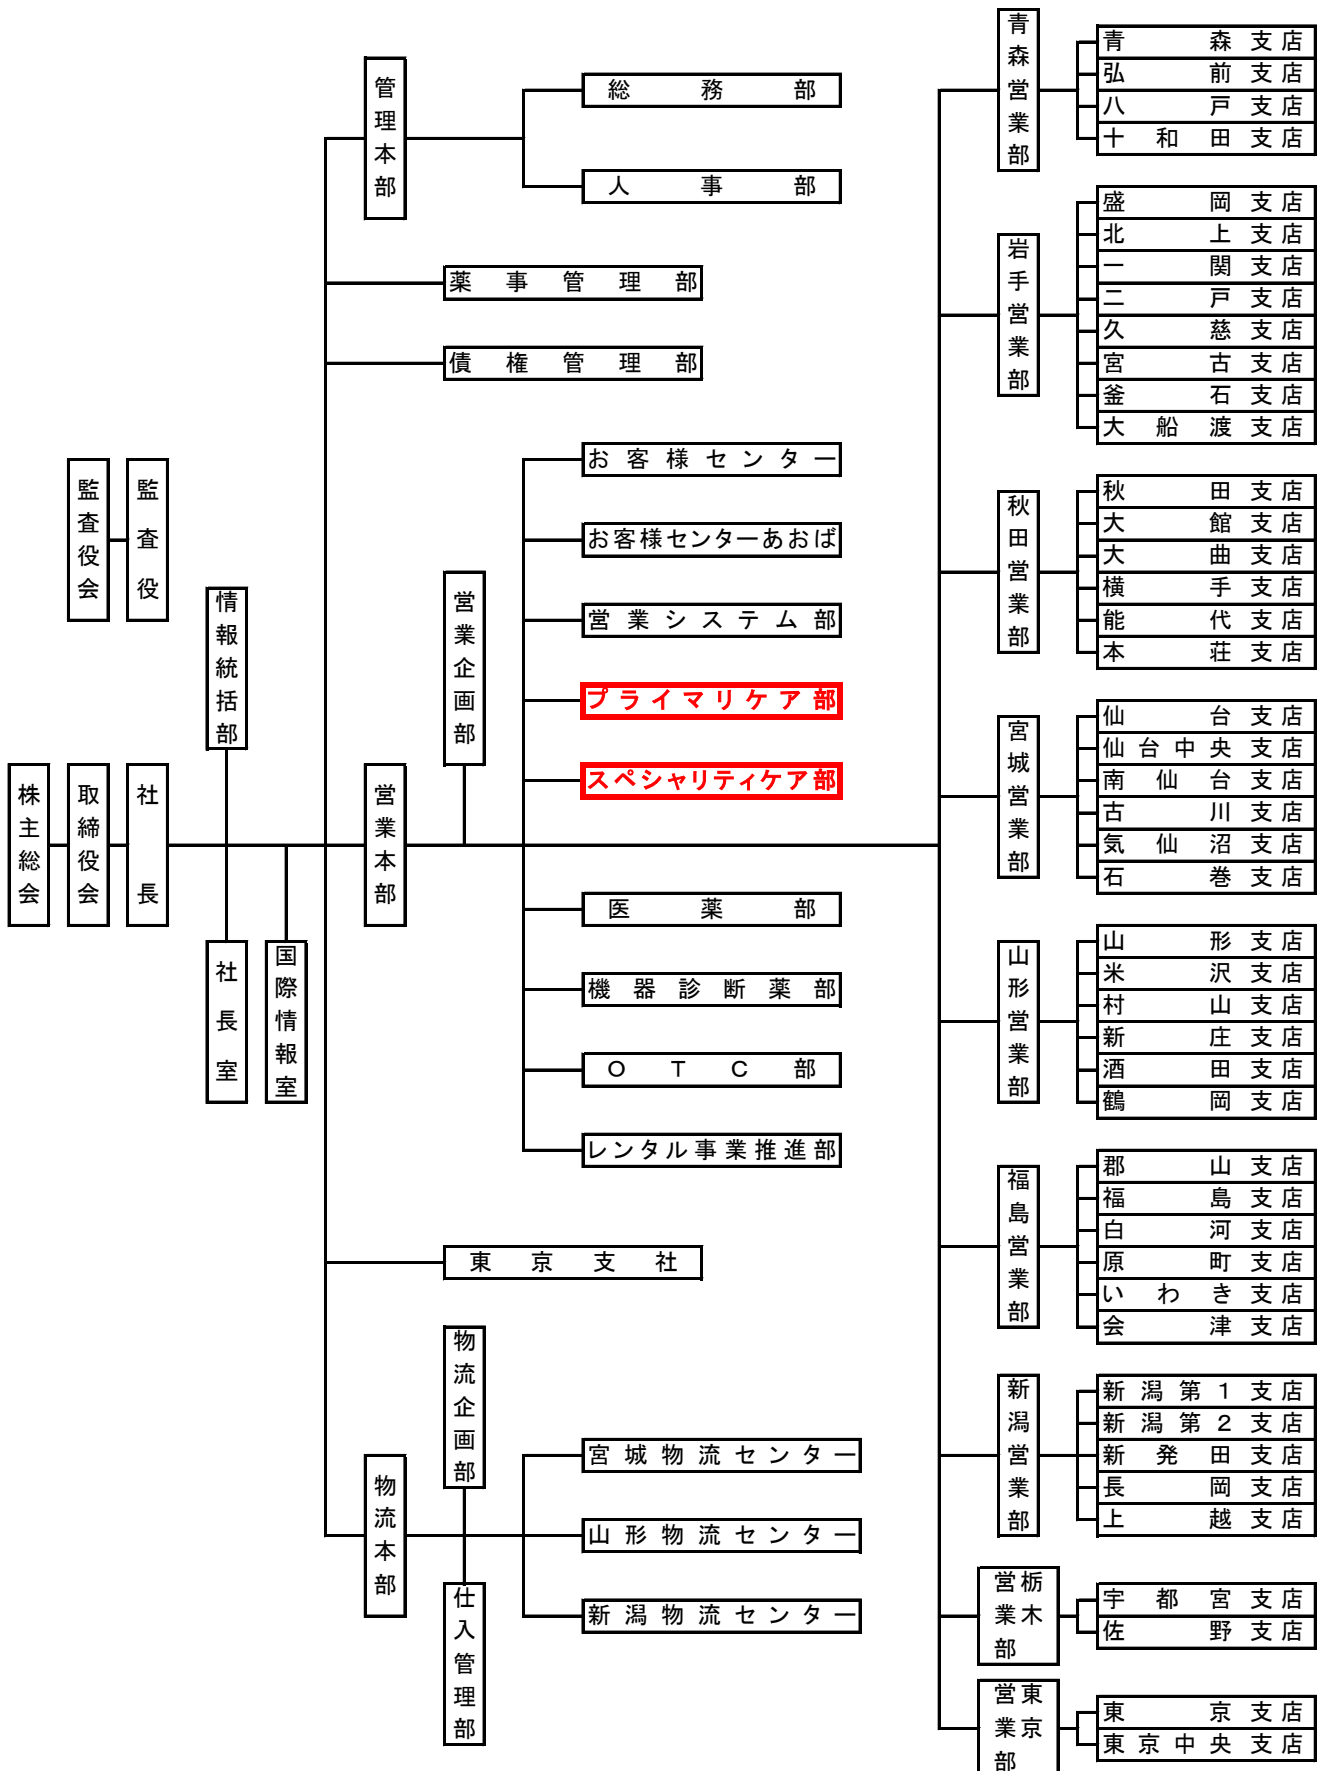 株主総会
取締役会
社長
監査役会
監査役
情報統括部
社長室
国際情報室
管理本部
総務部
人事部
薬事管理部
債権管理部
営業本部
営業企画部
お客様センター
お客様センターあおば
営業システム部
プライマリケア部
スペシャリティケア部
医薬部
機器診断薬部
OTC部
レンタル事業推進部
東京支社
物流本部
物流企画部
仕入管理部
宮城物流センター
山形物流センター
新潟物流センター
青森営業部
青森支店
弘前支店
八戸支店
十和田支店
岩手営業部
盛岡支店
北上支店
一関支店
二戸支店
久慈支店
宮古支店
釜石支店
大船渡支店
秋田営業部
秋田支店
大館支店
大曲支店
横手支店
能代支店
本荘支店
宮城営業部
仙台支店
仙台中央支店
南仙台支店
古川支店
気仙沼支店
石巻支店
山形営業部
山形支店
米沢支店
村山支店
新庄支店
酒田支店
鶴岡支店
福島営業部
郡山支店
福島支店
白河支店
原町支店
いわき支店
会津支店
新潟営業部
新潟第1支店
新潟第2支店
新発田支店
長岡支店
上越支店
栃木営業部
宇都宮支店
佐野支店
東京営業部
東京支店
東京中央支店